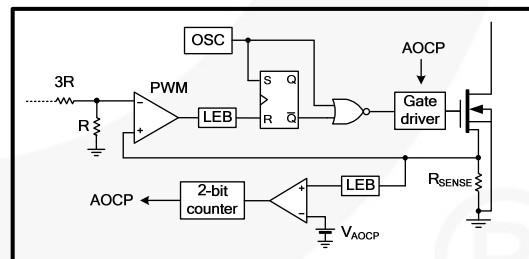 OSC
AOCP
3R
PWM
S Q
Gate
driver
R
LEB
R Q̅
LEB
RSENSE
AOCP
2-bit
counter
VAOCP